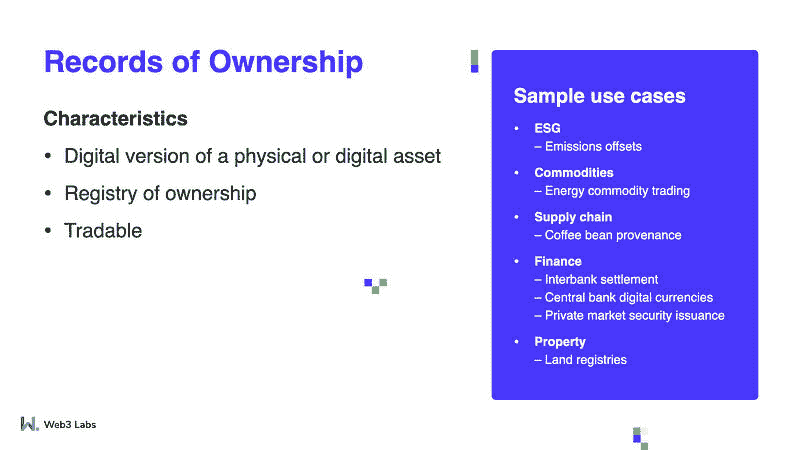 Records of Ownership
Characteristics
• Digital version of a physical or digital asset
• Registry of ownership
• Tradable
Sample use cases
• ESG
– Emissions offsets
• Commodities
– Energy commodity trading
• Supply chain
– Coffee bean provenance
• Finance
– Interbank settlement
– Central bank digital currencies
– Private market security issuance
• Property
– Land registries
W. Web3 Labs